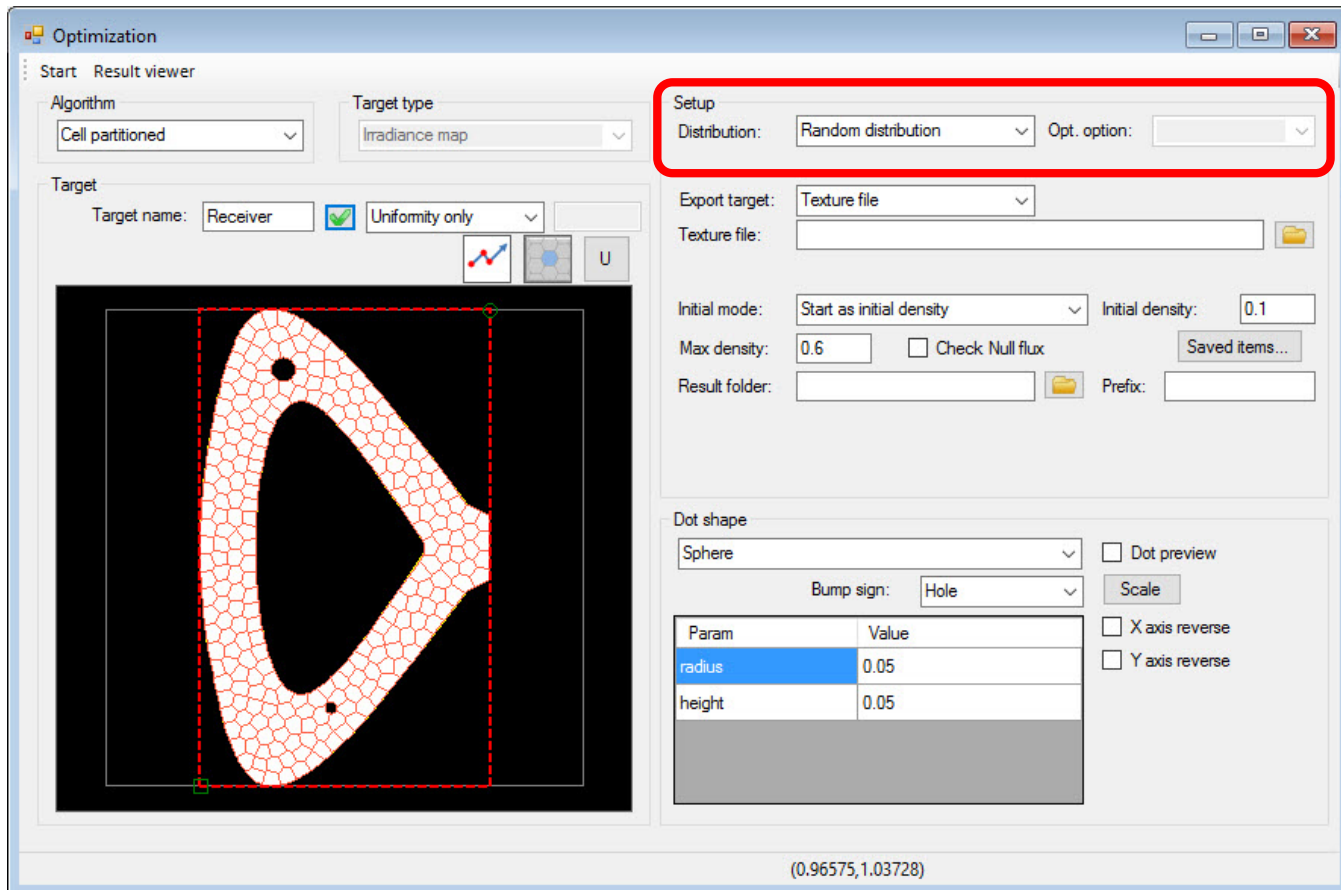 Optimization
Start Result viewer
Algorithm
Cell partitioned
Target type
Irradiance map
Target
Target name: Receiver Uniformity only
U
Setup
Distribution: Random distribution Opt. option:
Export target: Texture file
Texture file:
Initial mode: Start as initial density Initial density: 0.1
Max density: 0.6 Check Null flux Saved items...
Result folder: Prefix:
Dot shape
Sphere Dot preview
Bump sign: Hole Scale
Param Value
radius 0.05
height 0.05
X axis reverse
Y axis reverse
(0.96575,1.03728)